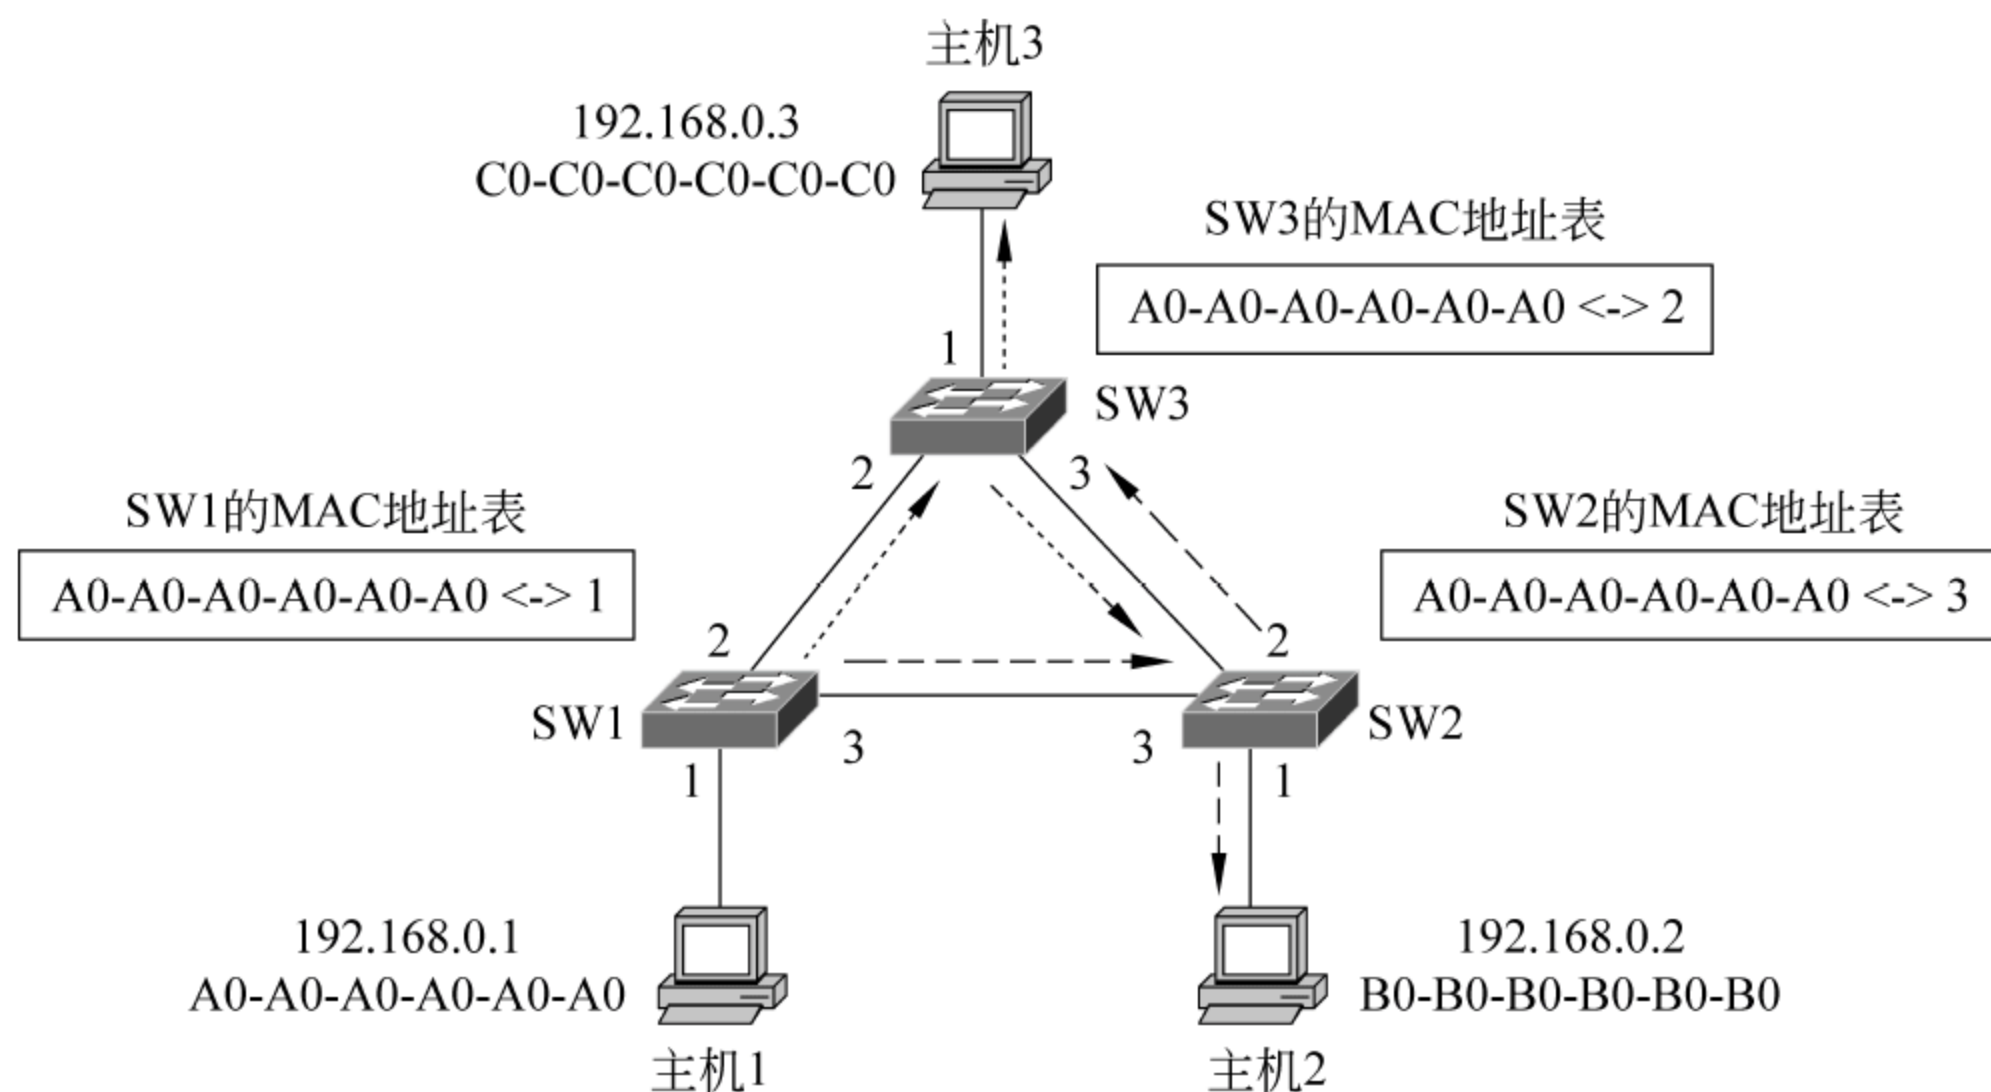 主机3
192.168.0.3
C0-C0-C0-C0-C0-C0
SW3的MAC地址表
A0-A0-A0-A0-A0-A0 <-> 2
1
SW3
2
3
SW1的MAC地址表
A0-A0-A0-A0-A0-A0 <-> 1
SW2的MAC地址表
A0-A0-A0-A0-A0-A0 <-> 3
2
2
SW1
SW2
3
3
1
1
192.168.0.1
A0-A0-A0-A0-A0-A0
192.168.0.2
B0-B0-B0-B0-B0-B0
主机1
主机2